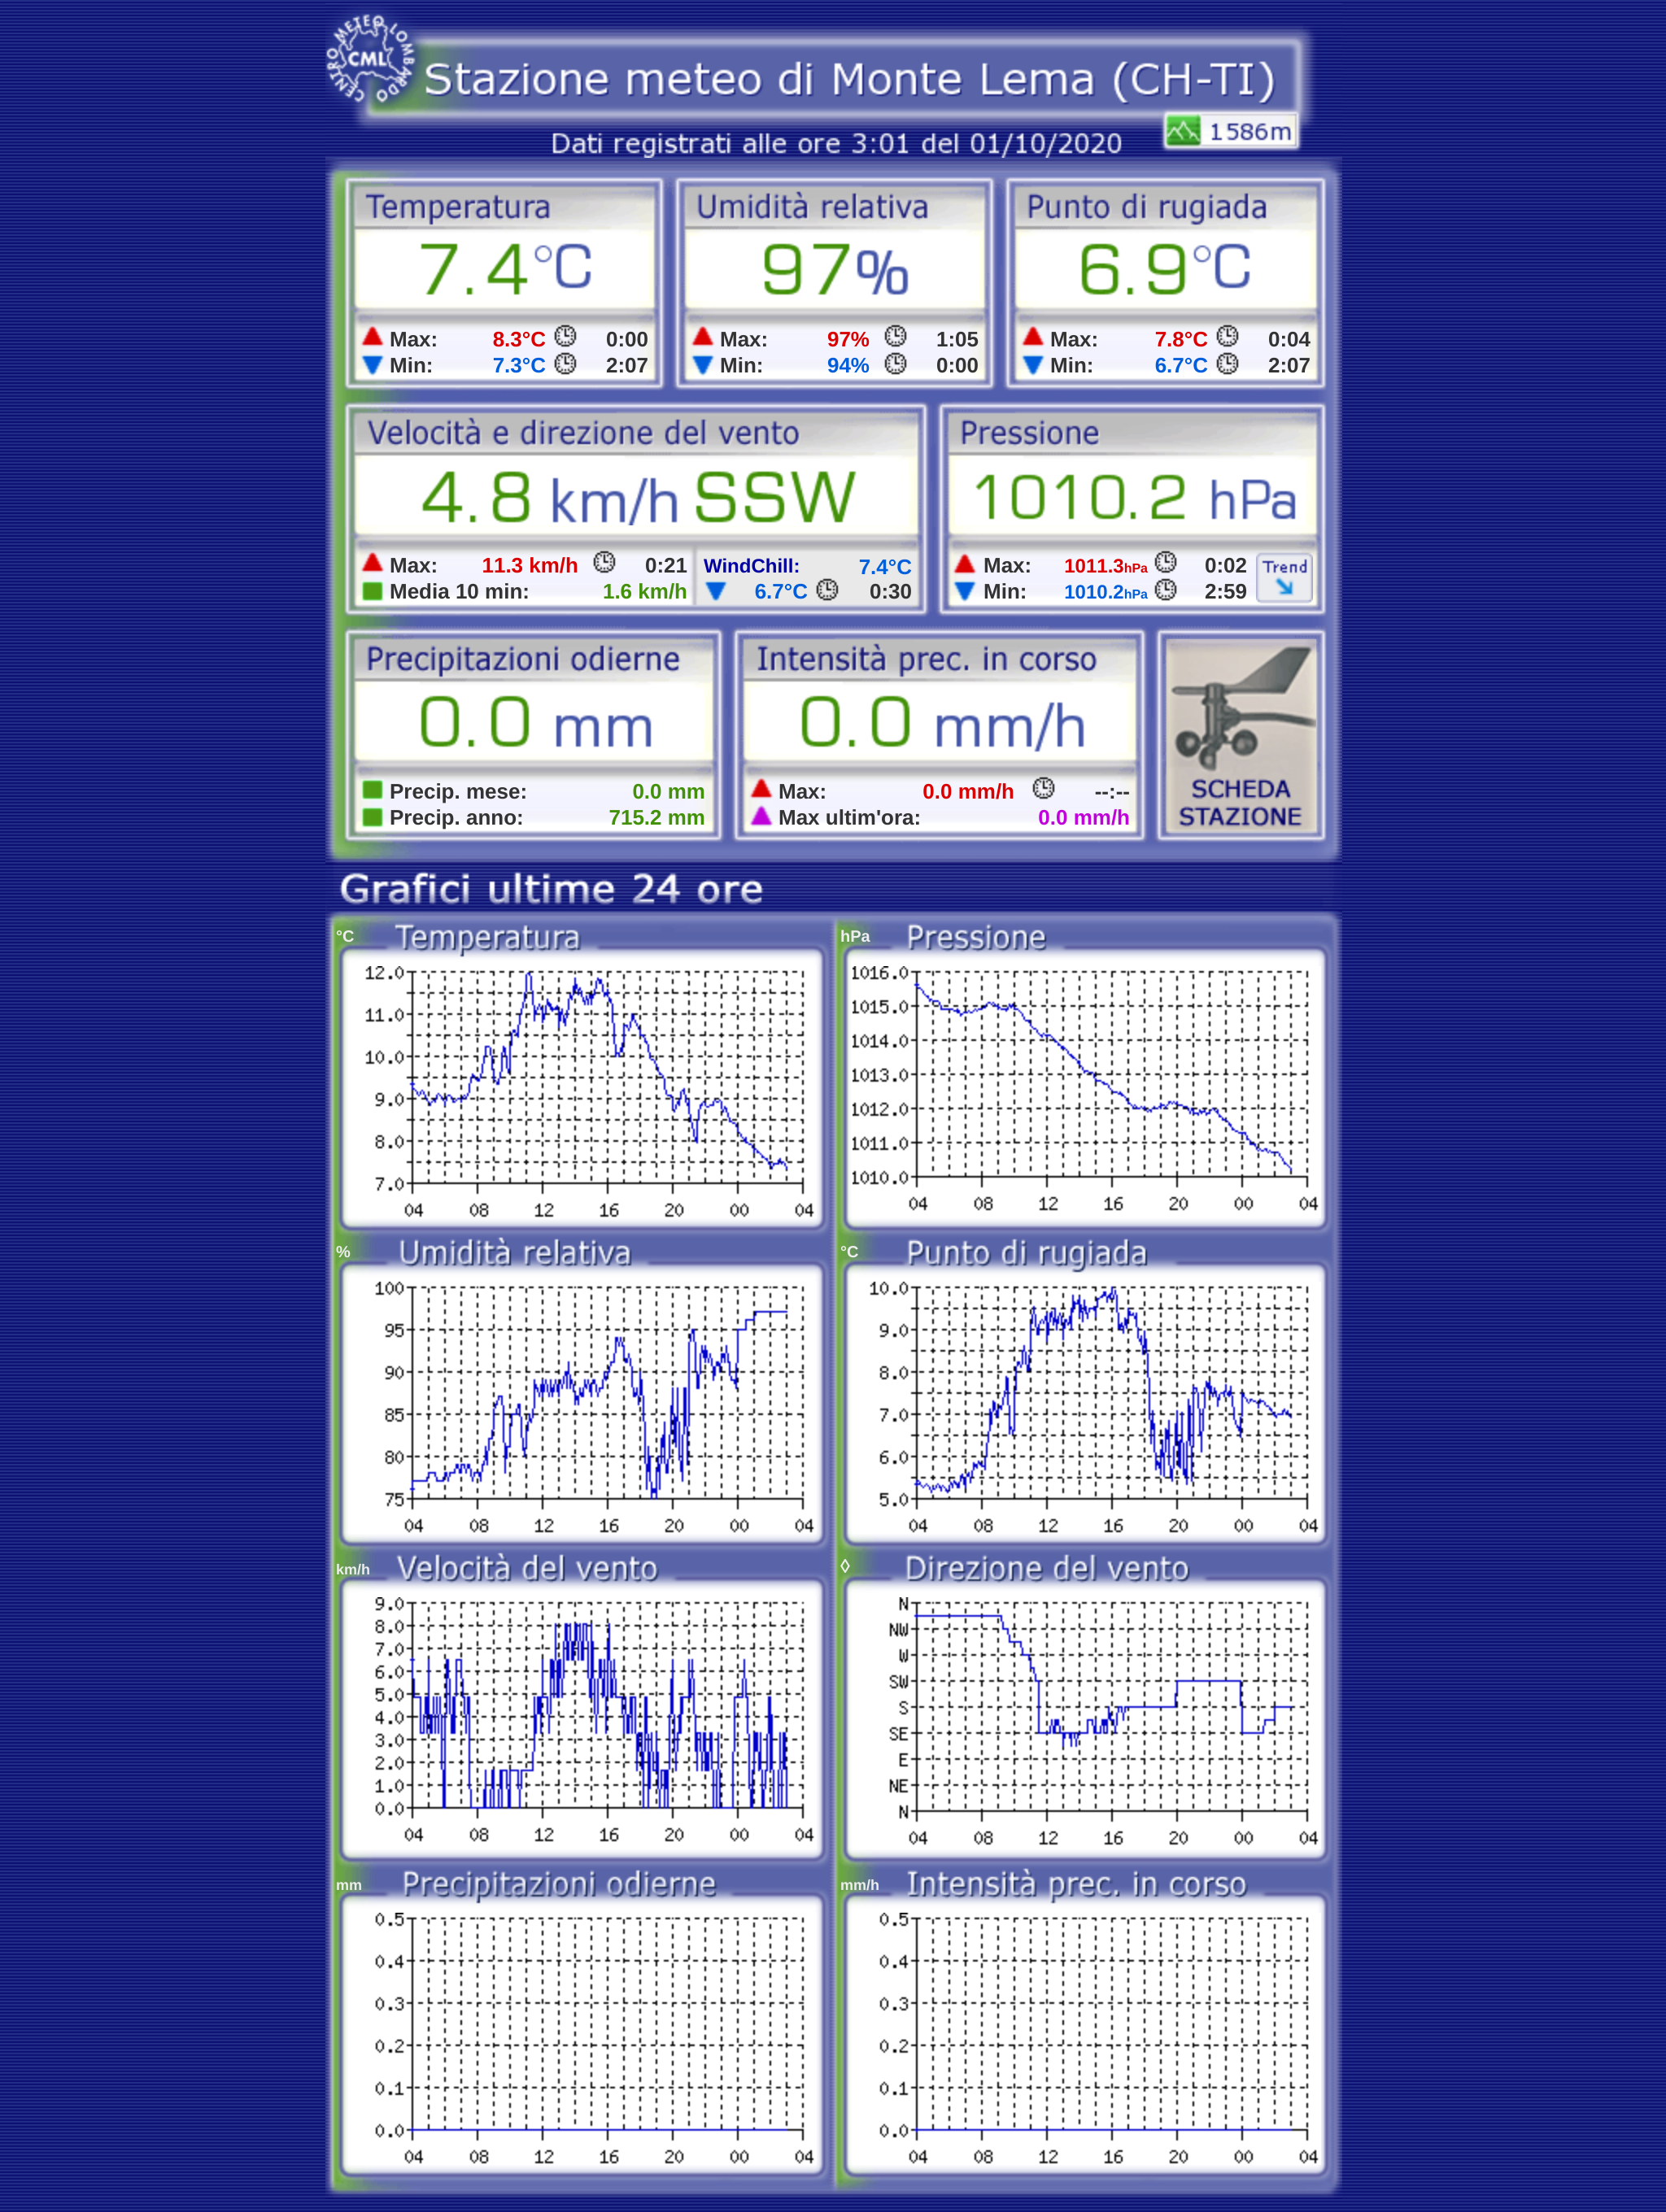 CENTRO METEO LOMBARDO
CML
Stazione meteo di Monte Lema (CH-TI)
1586m
Dati registrati alle ore 3:01 del 01/10/2020
Temperatura Umidità relativa Punto di rugiada
7.4°C 97% 6.9°C
Max: 8.3°C 0:00 Max: 97% 1:05 Max: 7.8°C 0:04
Min: 7.3°C 2:07 Min: 94% 0:00 Min: 6.7°C 2:07
Velocità e direzione del vento Pressione
4.8 km/h SSW 1010.2 hPa
Max: 11.3 km/h 0:21 WindChill: 7.4°C Max: 1011.3hPa 0:02 Trend
Media 10 min: 1.6 km/h 6.7°C 0:30 Min: 1010.2hPa 2:59
Precipitazioni odierne Intensità prec. in corso
0.0 mm 0.0 mm/h
Precip. mese: 0.0 mm Max: 0.0 mm/h --:-- SCHEDA
Precip. anno: 715.2 mm Max ultim'ora: 0.0 mm/h STAZIONE
Grafici ultime 24 ore
°C Temperatura
12.0
11.0
10.0
9.0
8.0
7.0
04 08 12 16 20 00 04
hPa Pressione
1016.0
1015.0
1014.0
1013.0
1012.0
1011.0
1010.0
04 08 12 16 20 00 04
% Umidità relativa
100
95
90
85
80
75
04 08 12 16 20 00 04
°C Punto di rugiada
10.0
9.0
8.0
7.0
6.0
5.0
04 08 12 16 20 00 04
km/h Velocità del vento
9.0
8.0
7.0
6.0
5.0
4.0
3.0
2.0
1.0
0.0
04 08 12 16 20 00 04
◊ Direzione del vento
N
NW
W
SW
S
SE
E
NE
N
04 08 12 16 20 00 04
mm Precipitazioni odierne
0.5
0.4
0.3
0.2
0.1
0.0
04 08 12 16 20 00 04
mm/h Intensità prec. in corso
0.5
0.4
0.3
0.2
0.1
0.0
04 08 12 16 20 00 04